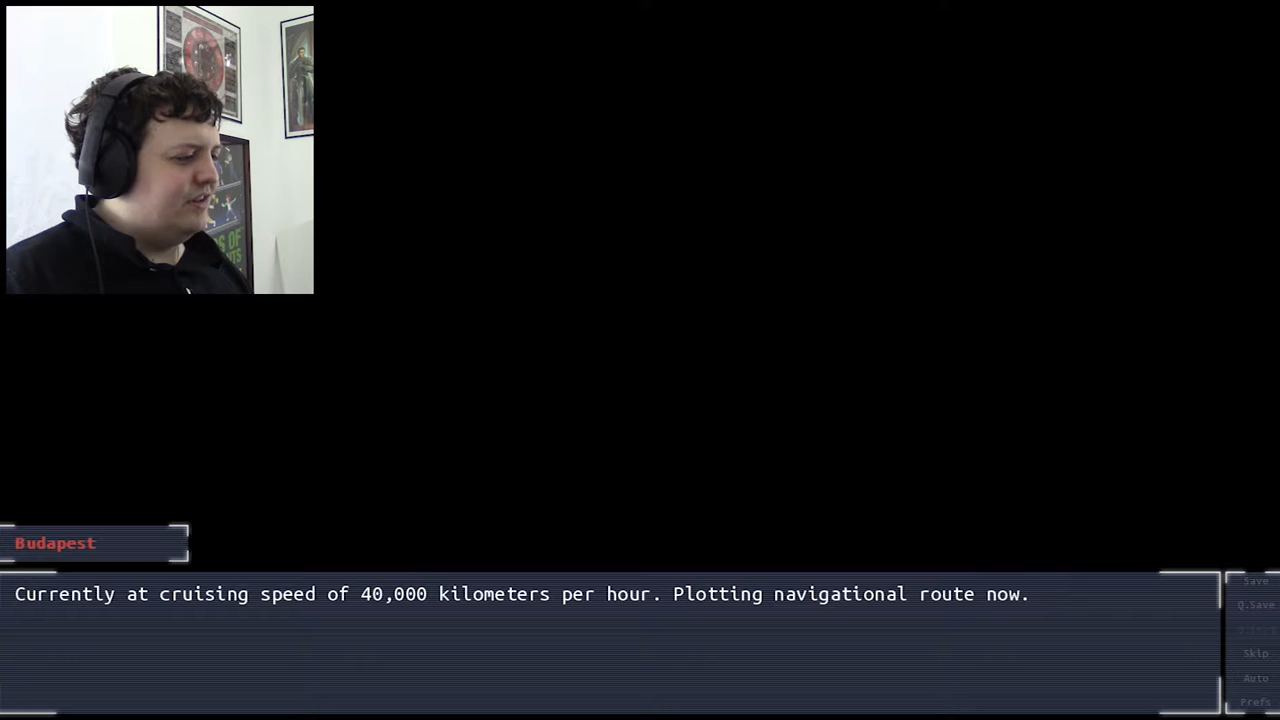 S OF
Budapest
Currently at cruising speed of 40,000 kilometers per hour. Plotting navigational route now.
Save
Q.Save
Skip
Auto
Prefs